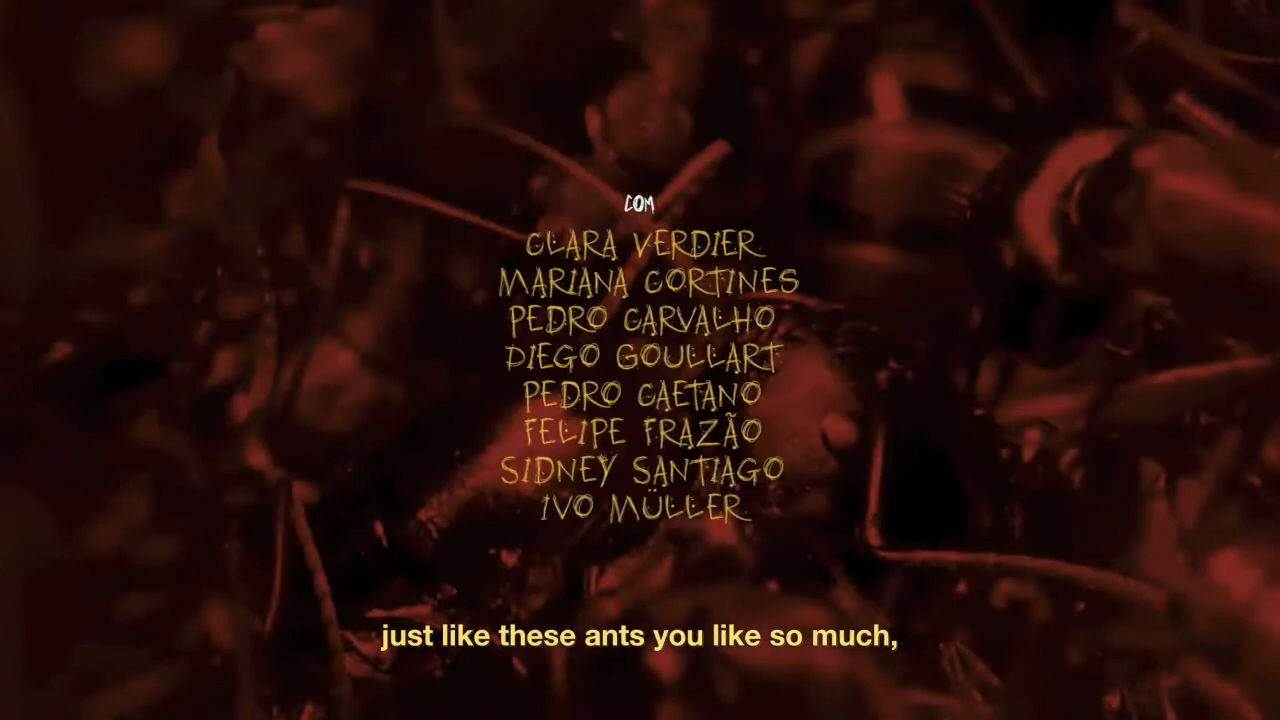 COM
CLARA VERDIER
MARIANA CORTINES
PEDRO CARVALHO
DIEGO GOULLART
PEDRO CAETANO
FELIPE FRAZÃO
SIDNEY SANTIAGO
IVO MÜLLER
just like these ants you like so much,